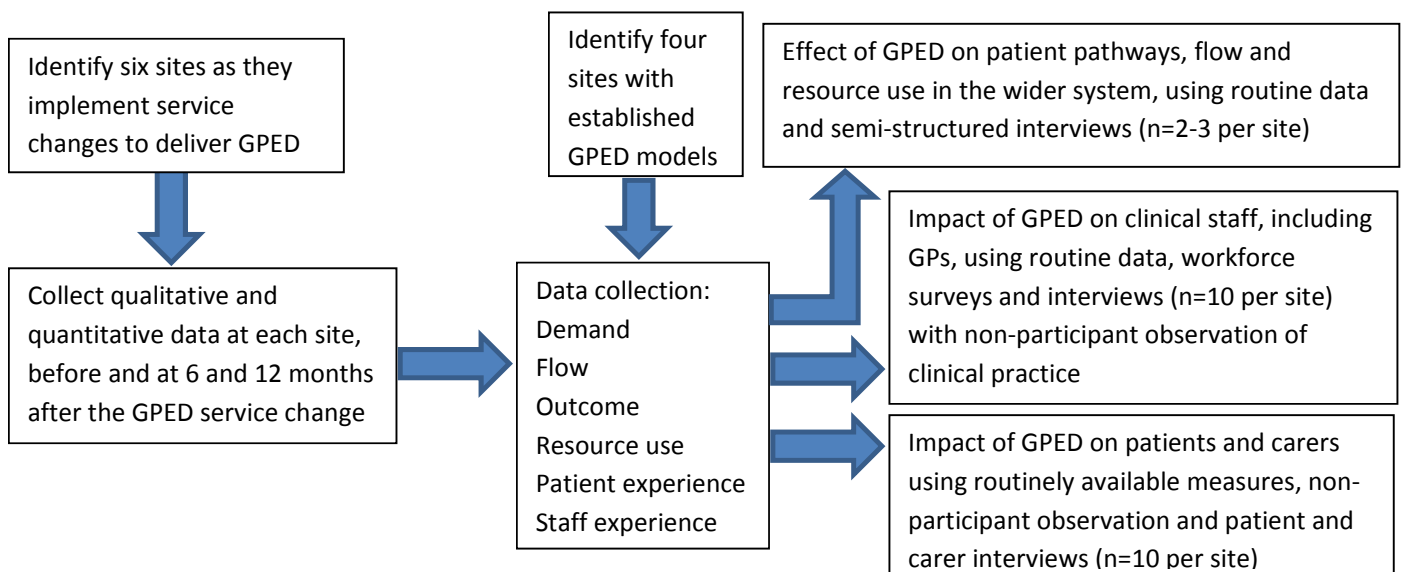 Identify six sites as they
implement service
changes to deliver GPED
Collect qualitative and
quantitative data at each site,
before and at 6 and 12 months
after the GPED service change
Identify four
sites with
established
GPED models
Data collection:
Demand
Flow
Outcome
Resource use
Patient experience
Staff experience
Effect of GPED on patient pathways, flow and
resource use in the wider system, using routine data
and semi-structured interviews (n=2-3 per site)
Impact of GPED on clinical staff, including
GPs, using routine data, workforce
surveys and interviews (n=10 per site)
with non-participant observation of
clinical practice
Impact of GPED on patients and carers
using routinely available measures, non-
participant observation and patient and
carer interviews (n=10 per site)